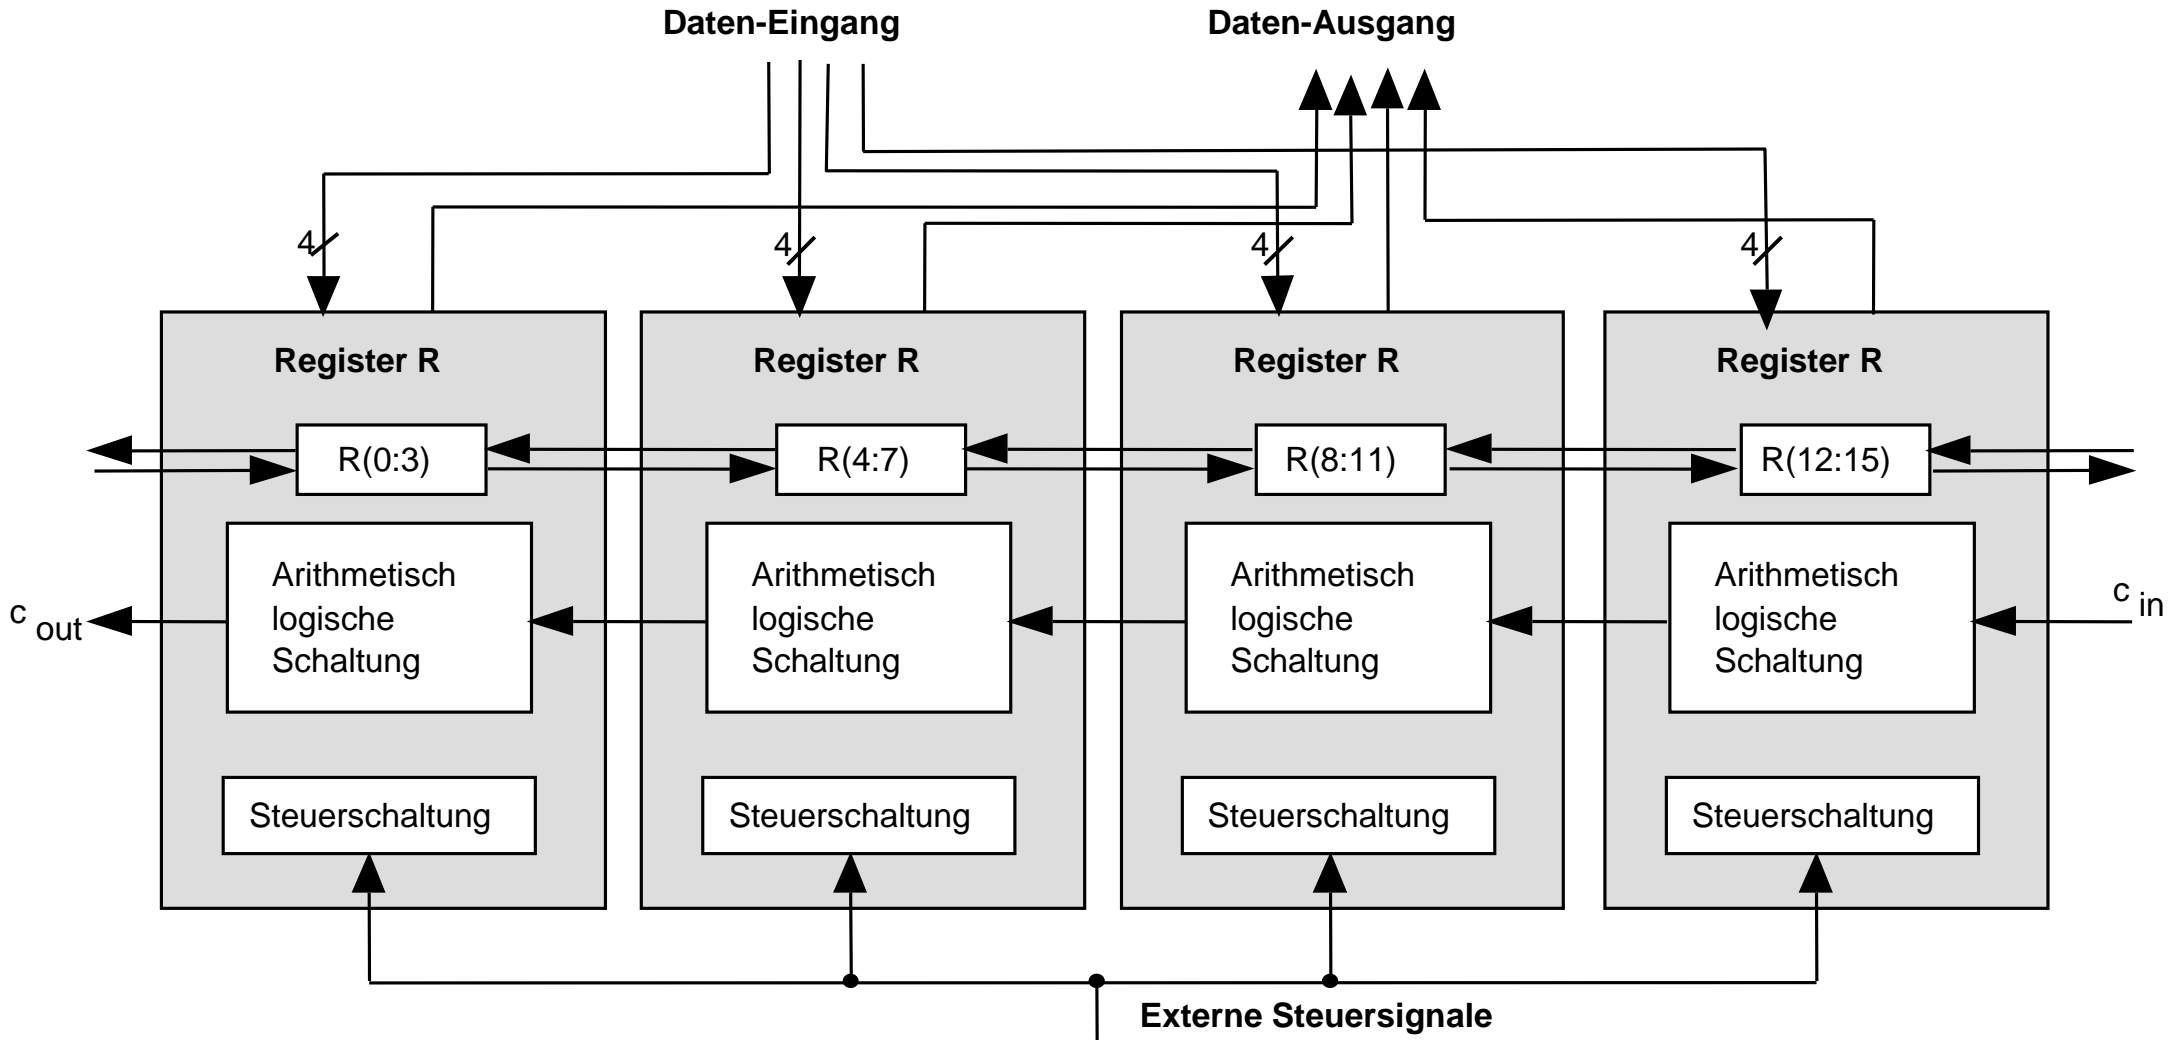 Daten-Eingang
Daten-Ausgang
4
4
4
4
Register R
Register R
Register R
Register R
R(0:3)
R(4:7)
R(8:11)
R(12:15)
Arithmetisch
logische
Schaltung
Arithmetisch
logische
Schaltung
Arithmetisch
logische
Schaltung
Arithmetisch
logische
Schaltung
c out
c in
Steuerschaltung
Steuerschaltung
Steuerschaltung
Steuerschaltung
Externe Steuersignale